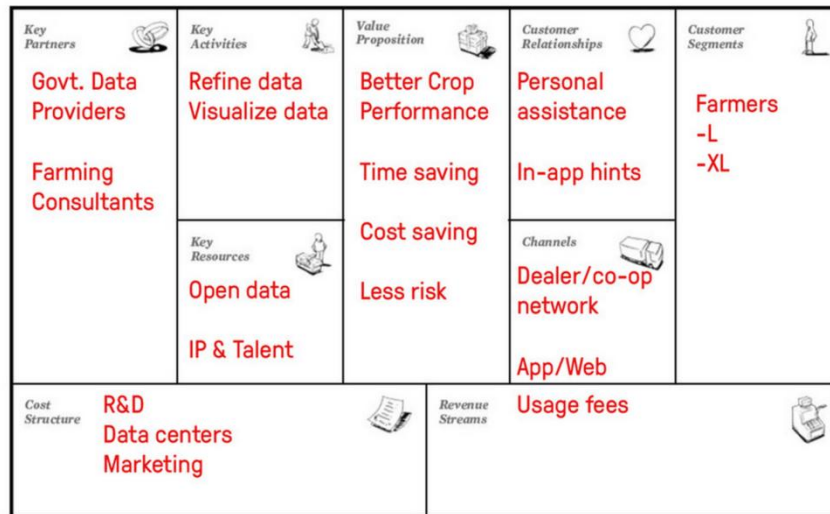 Key
Partners
Govt. Data
Providers
Farming
Consultants
Key
Activities
Refine data
Visualize data
Key
Resources
Open data
IP & Talent
Value
Proposition
Better Crop
Performance
Time saving
Cost saving
Less risk
Customer
Relationships
Personal
assistance
In-app hints
Channels
Dealer/co-op
network
App/Web
Customer
Segments
Farmers
-L
-XL
Cost
Structure
R&D
Data centers
Marketing
Revenue
Streams
Usage fees